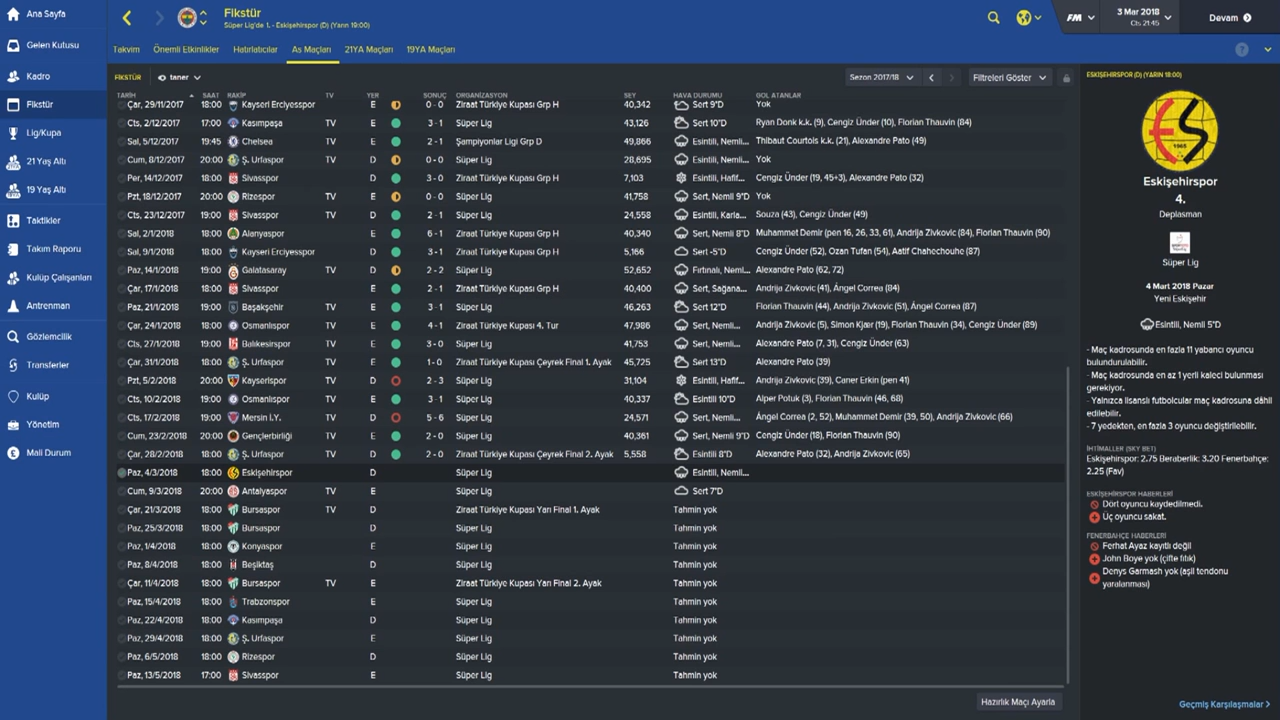 Ana Sayfa
Gelen Kutusu
Kadro
Fikstür
Lig/Kupa
21 Yaş Altı
19 Yaş Altı
Taktikler
Takım Raporu
Kulüp Çalışanları
Antrenman
Gözlemcilik
Transferler
Kulüp
Yönetim
Mali Durum
Fikstür
Süper Lig'de 1. - Eskişehirspor (D) (Yarın 19:00)
FM
3 Mar 2018
Cts 21:45
Devam
Takvim Önemli Etkinlikler Hatırlatıcılar As Maçları 21YA Maçları 19YA Maçları
FİKSTÜR taner Sezon 2017/18 Filtreleri Göster
TARİH SAAT RAKİP TV YER SONUÇ ORGANİZASYON SEY HAVA DURUMU GOL ATANLAR
Çar, 29/11/2017 18:00 Kayseri Erciyesspor E 0 - 0 Ziraat Türkiye Kupası Grp H 40,342 Sert 9°D Yok
Cts, 2/12/2017 17:00 Kasımpaşa TV E 3 - 1 Süper Lig 43,126 Sert 10°D Ryan Donk k.k. (9), Cengiz Ünder (10), Florian Thauvin (84)
Sal, 5/12/2017 19:45 Chelsea TV E 2 - 1 Şampiyonlar Ligi Grp D 49,866 Esintili, Nemli... Thibaut Courtois k.k. (21), Alexandre Pato (49)
Cum, 8/12/2017 20:00 Ş. Urfaspor TV D 0 - 0 Süper Lig 28,695 Esintili, Nemli... Yok
Per, 14/12/2017 18:00 Sivasspor D 3 - 0 Ziraat Türkiye Kupası Grp H 7,103 Esintili, Hafif... Cengiz Ünder (19, 45+3), Alexandre Pato (32)
Pzt, 18/12/2017 20:00 Rizespor TV E 0 - 0 Süper Lig 41,758 Sert, Nemli 9°D Yok
Cts, 23/12/2017 19:00 Sivasspor TV D 2 - 1 Süper Lig 24,558 Esintili, Karla... Souza (43), Cengiz Ünder (49)
Sal, 2/1/2018 18:00 Alanyaspor E 6 - 1 Ziraat Türkiye Kupası Grp H 40,340 Sert, Nemli 8°D Muhammet Demir (pen 16, 26, 33, 61), Andrija Zivkovic (84), Florian Thauvin (90)
Sal, 9/1/2018 18:00 Kayseri Erciyesspor D 3 - 1 Ziraat Türkiye Kupası Grp H 5,166 Sert -5°D Cengiz Ünder (52), Ozan Tufan (54), Aatif Chahechouhe (87)
Paz, 14/1/2018 19:00 Galatasaray TV D 2 - 2 Süper Lig 52,652 Fırtınalı, Nemli... Alexandre Pato (62, 72)
Çar, 17/1/2018 18:00 Sivasspor E 2 - 1 Ziraat Türkiye Kupası Grp H 40,400 Sert, Sağana... Andrija Zivkovic (41), Ángel Correa (84)
Paz, 21/1/2018 19:00 Başakşehir TV E 3 - 1 Süper Lig 46,263 Sert 12°D Florian Thauvin (44), Andrija Zivkovic (51), Ángel Correa (87)
Çar, 24/1/2018 18:00 Osmanlıspor TV E 4 - 1 Ziraat Türkiye Kupası 4. Tur 47,986 Sert, Nemli... Andrija Zivkovic (5), Simon Kjær (19), Florian Thauvin (34), Cengiz Ünder (89)
Cts, 27/1/2018 19:00 Balıkesirspor TV E 3 - 0 Süper Lig 41,753 Sert, Nemli... Alexandre Pato (7, 31), Cengiz Ünder (63)
Çar, 31/1/2018 18:00 Ş. Urfaspor TV E 1 - 0 Ziraat Türkiye Kupası Çeyrek Final 1. Ayak 45,725 Sert 13°D Alexandre Pato (39)
Pzt, 5/2/2018 20:00 Kayserispor TV D 2 - 3 Süper Lig 31,104 Esintili, Hafif... Andrija Zivkovic (39), Caner Erkin (pen 41)
Cts, 10/2/2018 19:00 Osmanlıspor TV E 3 - 1 Süper Lig 40,337 Esintili 10°D Alper Potuk (3), Florian Thauvin (46, 68)
Cts, 17/2/2018 19:00 Mersin İ.Y. TV D 5 - 6 Süper Lig 24,571 Sert, Nemli... Ángel Correa (2, 52), Muhammet Demir (39, 50), Andrija Zivkovic (66)
Cum, 23/2/2018 20:00 Gençlerbirliği TV E 2 - 0 Süper Lig 40,361 Sert, Nemli 9°D Cengiz Ünder (18), Florian Thauvin (90)
Çar, 28/2/2018 18:00 Ş. Urfaspor TV D 2 - 0 Ziraat Türkiye Kupası Çeyrek Final 2. Ayak 5,558 Esintili 8°D Alexandre Pato (32), Andrija Zivkovic (65)
Paz, 4/3/2018 18:00 Eskişehirspor D Süper Lig Esintili, Nemli...
Cum, 9/3/2018 20:00 Antalyaspor TV E Süper Lig Sert 7°D
Çar, 21/3/2018 18:00 Bursaspor TV D Ziraat Türkiye Kupası Yarı Final 1. Ayak Tahmin yok
Paz, 25/3/2018 18:00 Bursaspor D Süper Lig Tahmin yok
Paz, 1/4/2018 18:00 Konyaspor E Süper Lig Tahmin yok
Paz, 8/4/2018 18:00 Beşiktaş D Süper Lig Tahmin yok
Çar, 11/4/2018 18:00 Bursaspor TV E Ziraat Türkiye Kupası Yarı Final 2. Ayak Tahmin yok
Paz, 15/4/2018 18:00 Trabzonspor E Süper Lig Tahmin yok
Paz, 22/4/2018 18:00 Kasımpaşa D Süper Lig Tahmin yok
Paz, 29/4/2018 18:00 Ş. Urfaspor E Süper Lig Tahmin yok
Paz, 6/5/2018 18:00 Rizespor D Süper Lig Tahmin yok
Paz, 13/5/2018 17:00 Sivasspor E Süper Lig Tahmin yok
Hazırlık Maçı Ayarla
ESKİŞEHİRSPOR (D) (YARIN 18:00)
ES
1965
Eskişehirspor
4.
Deplasman
Süper Lig
4 Mart 2018 Pazar
Yeni Eskişehir
Esintili, Nemli 5°D
- Maç kadrosunda en fazla 11 yabancı oyuncu
bulundurulabilir.
- Maç kadrosunda en az 1 yerli kaleci bulunması
gerekiyor.
- Yalnızca lisanslı futbolcular maç kadrosuna dâhil
edilebilir.
- 7 yedekten, en fazla 3 oyuncu değiştirilebilir.
İHTİMALLER (SKY BET)
Eskişehirspor: 2.75 Beraberlik: 3.20 Fenerbahçe:
2.25 (Fav)
ESKİŞEHİRSPOR HABERLERİ
Dört oyuncu kaydedilmedi.
Üç oyuncu sakat.
FENERBAHÇE HABERLERİ
Ferhat Ayaz kayıtlı değil
John Boye yok (çifte fıtık)
Denys Garmash yok (aşil tendonu
yaralanması)
Geçmiş Karşılaşmalar >